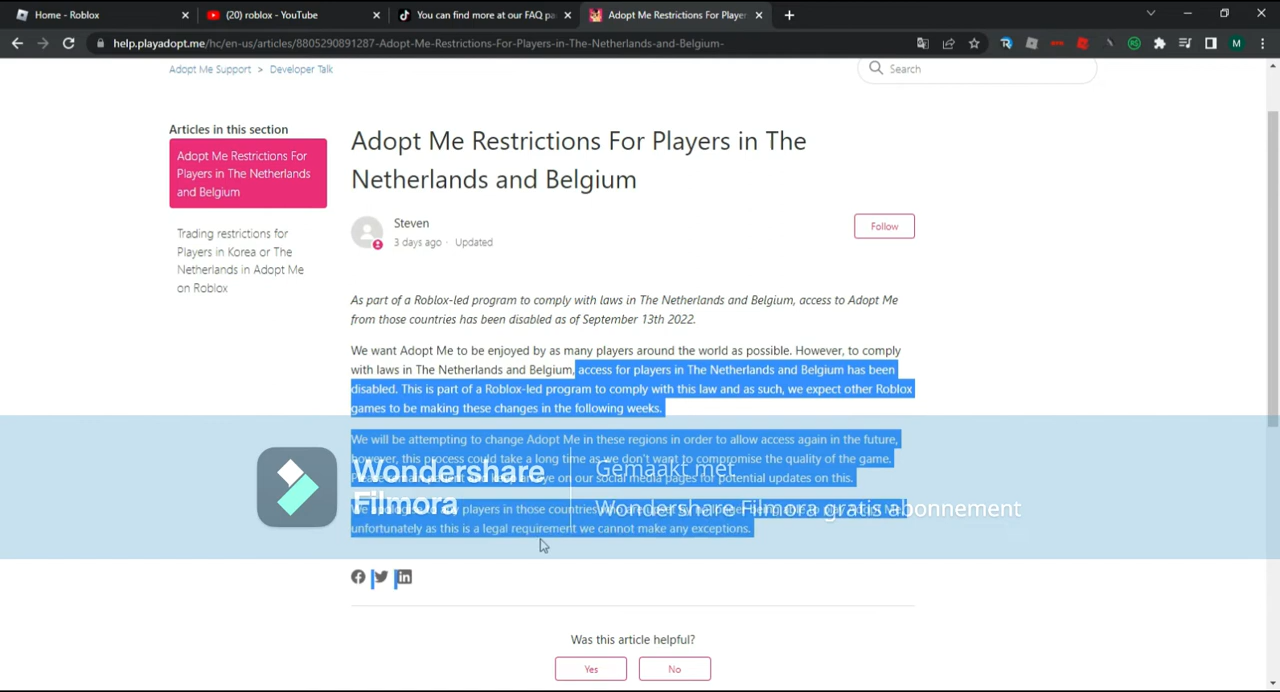 Home - Roblox
(20) roblox - YouTube
You can find more at our FAQ pa
Adopt Me Restrictions For Player
help.playadopt.me/hc/en-us/articles/8805290891287-Adopt-Me-Restrictions-For-Players-in-The-Netherlands-and-Belgium-
M
Adopt Me Support > Developer Talk
Search
Articles in this section
Adopt Me Restrictions For
Players in The Netherlands
and Belgium
Trading restrictions for
Players in Korea or The
Netherlands in Adopt Me
on Roblox
Adopt Me Restrictions For Players in The
Netherlands and Belgium
Steven
3 days ago · Updated
Follow
As part of a Roblox-led program to comply with laws in The Netherlands and Belgium, access to Adopt Me
from those countries has been disabled as of September 13th 2022.
We want Adopt Me to be enjoyed by as many players around the world as possible. However, to comply
with laws in The Netherlands and Belgium, access for players in The Netherlands and Belgium has been
disabled. This is part of a Roblox-led program to comply with this law and as such, we expect other Roblox
games to be making these changes in the following weeks.
We will be attempting to change Adopt Me in these regions in order to allow access again in the future,
however, this process could take a long time as we don't want to compromise the quality of the game.
on our social media pages for potential updates on this.
players in those countries
unfortunately as this is a legal requirement we cannot make any exceptions.
Wondershare
Filmora
Gemaakt met
Wondershare Filmora gratis abonnement
Was this article helpful?
Yes
No